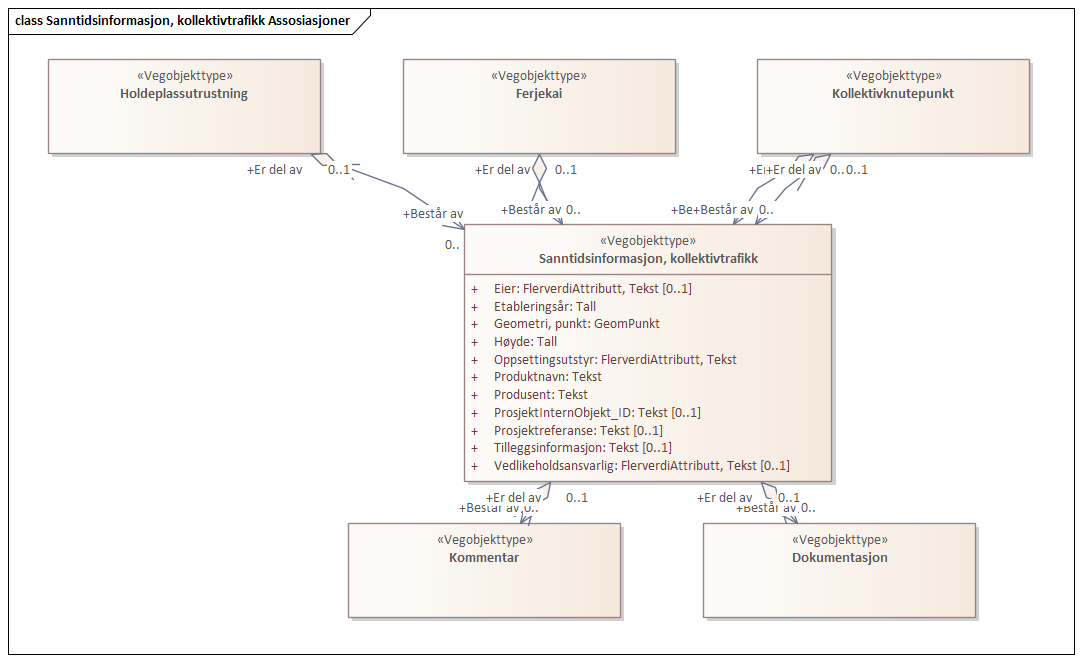 class Sanntidsinformasjon, kollektivtrafikk Assosiasjoner
«Vegobjekttype»
Holdeplassutrustning
«Vegobjekttype»
Ferjekai
«Vegobjekttype»
Kollektivknutepunkt
+Er del av 0..1
+Er del av 0..1
+Er+Er del av 0..0..1
+Består av
0..
+Består av 0..
+Be+Består av 0..
«Vegobjekttype»
Sanntidsinformasjon, kollektivtrafikk
+ Eier: FlerverdiAttributt, Tekst [0..1]
+ Etableringsår: Tall
+ Geometri, punkt: GeomPunkt
+ Høyde: Tall
+ Oppsettingsutstyr: FlerverdiAttributt, Tekst
+ Produktnavn: Tekst
+ Produsent: Tekst
+ ProsjektInternObjekt_ID: Tekst [0..1]
+ Prosjektreferanse: Tekst [0..1]
+ Tilleggsinformasjon: Tekst [0..1]
+ Vedlikeholdsansvarlig: FlerverdiAttributt, Tekst [0..1]
+Er del av 0..1
+Består av 0..
+Er del av 0..1
+Består av 0..
«Vegobjekttype»
Kommentar
«Vegobjekttype»
Dokumentasjon